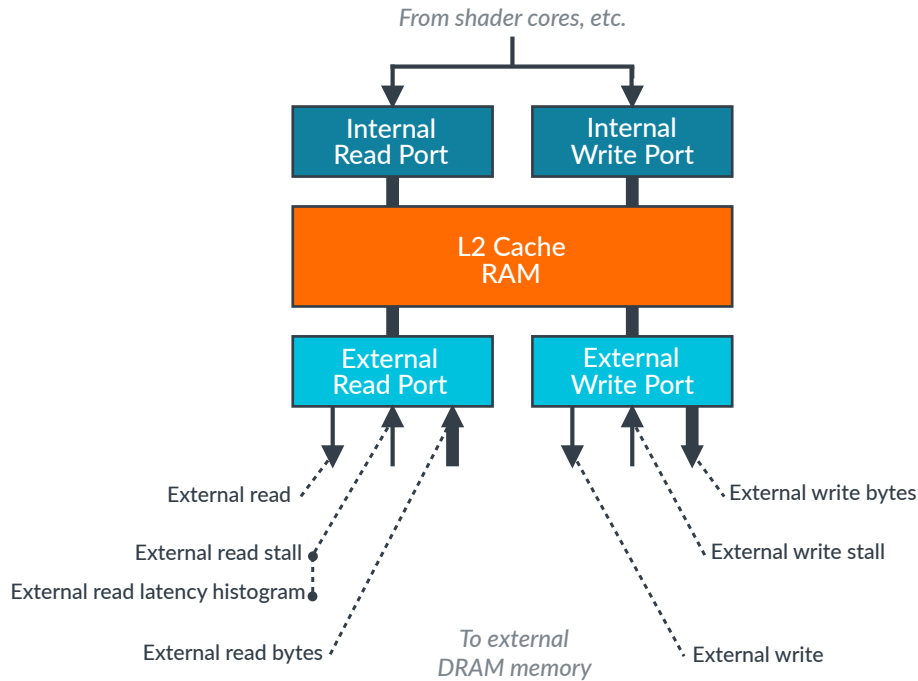 From shader cores, etc.
Internal
Read Port
Internal
Write Port
L2 Cache
RAM
External
Read Port
External
Write Port
External read
External write bytes
External read stall
External write stall
External read latency histogram
External read bytes
External write
To external
DRAM memory